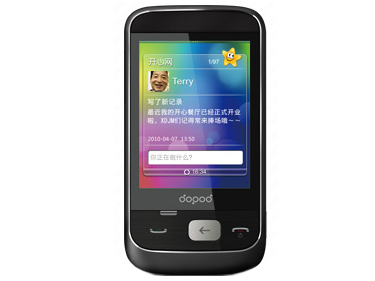 开心网 1/97
Terry
写了新记录
最近我的开心餐厅已经正式开业
啦，XDJM们记得常来捧场哦～～
2010-04-07 13:50
你正在做什么?
16:34
dopod